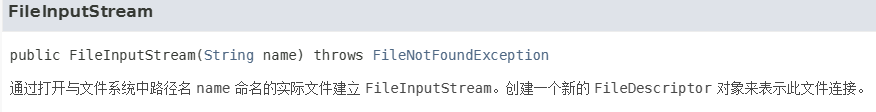 FileInputStream
public FileInputStream(String name) throws FileNotFoundException
通过打开与文件系统中路径名 name 命名的实际文件建立 FileInputStream。创建一个新的 FileDescriptor 对象来表示此文件连接。